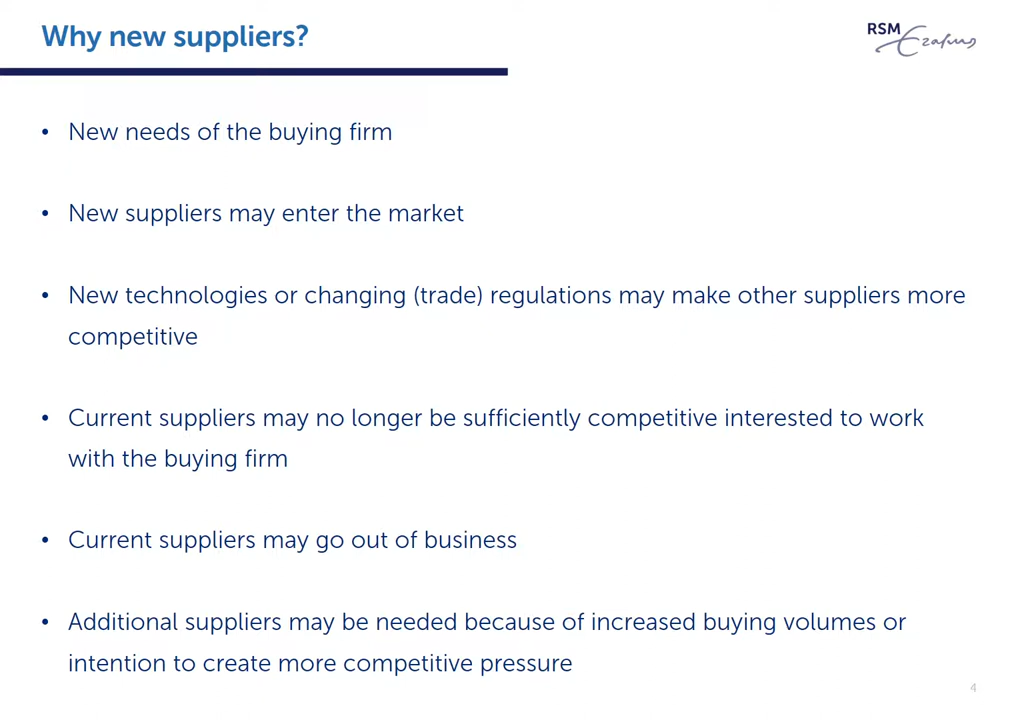 Why new suppliers?
RSM Erasmus
• New needs of the buying firm
• New suppliers may enter the market
• New technologies or changing (trade) regulations may make other suppliers more
competitive
• Current suppliers may no longer be sufficiently competitive interested to work
with the buying firm
• Current suppliers may go out of business
• Additional suppliers may be needed because of increased buying volumes or
intention to create more competitive pressure
4